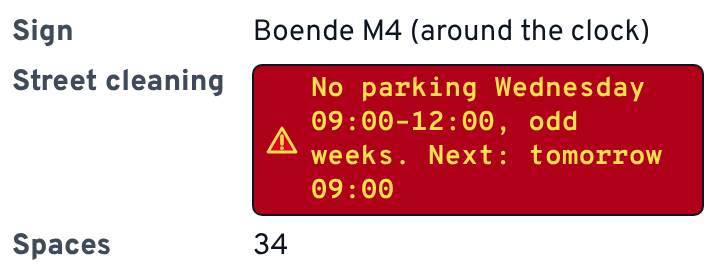 Sign Boende M4 (around the clock)
Street cleaning
No parking Wednesday
09:00-12:00, odd
weeks. Next: tomorrow
09:00
Spaces 34